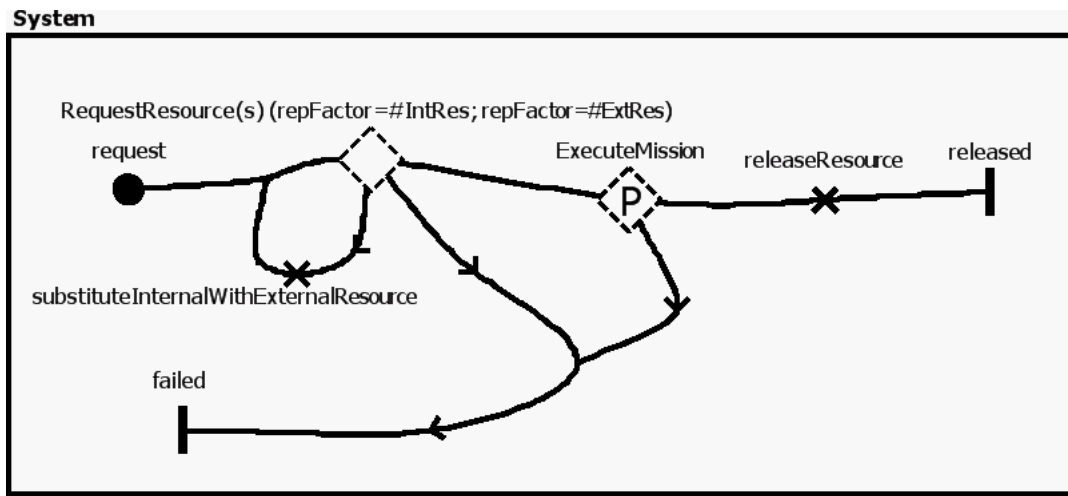 System
RequestResource(s) (repFactor=#IntRes; repFactor=#ExtRes)
request
ExecuteMission
releaseResource
released
P
substituteInternalWithExternalResource
failed